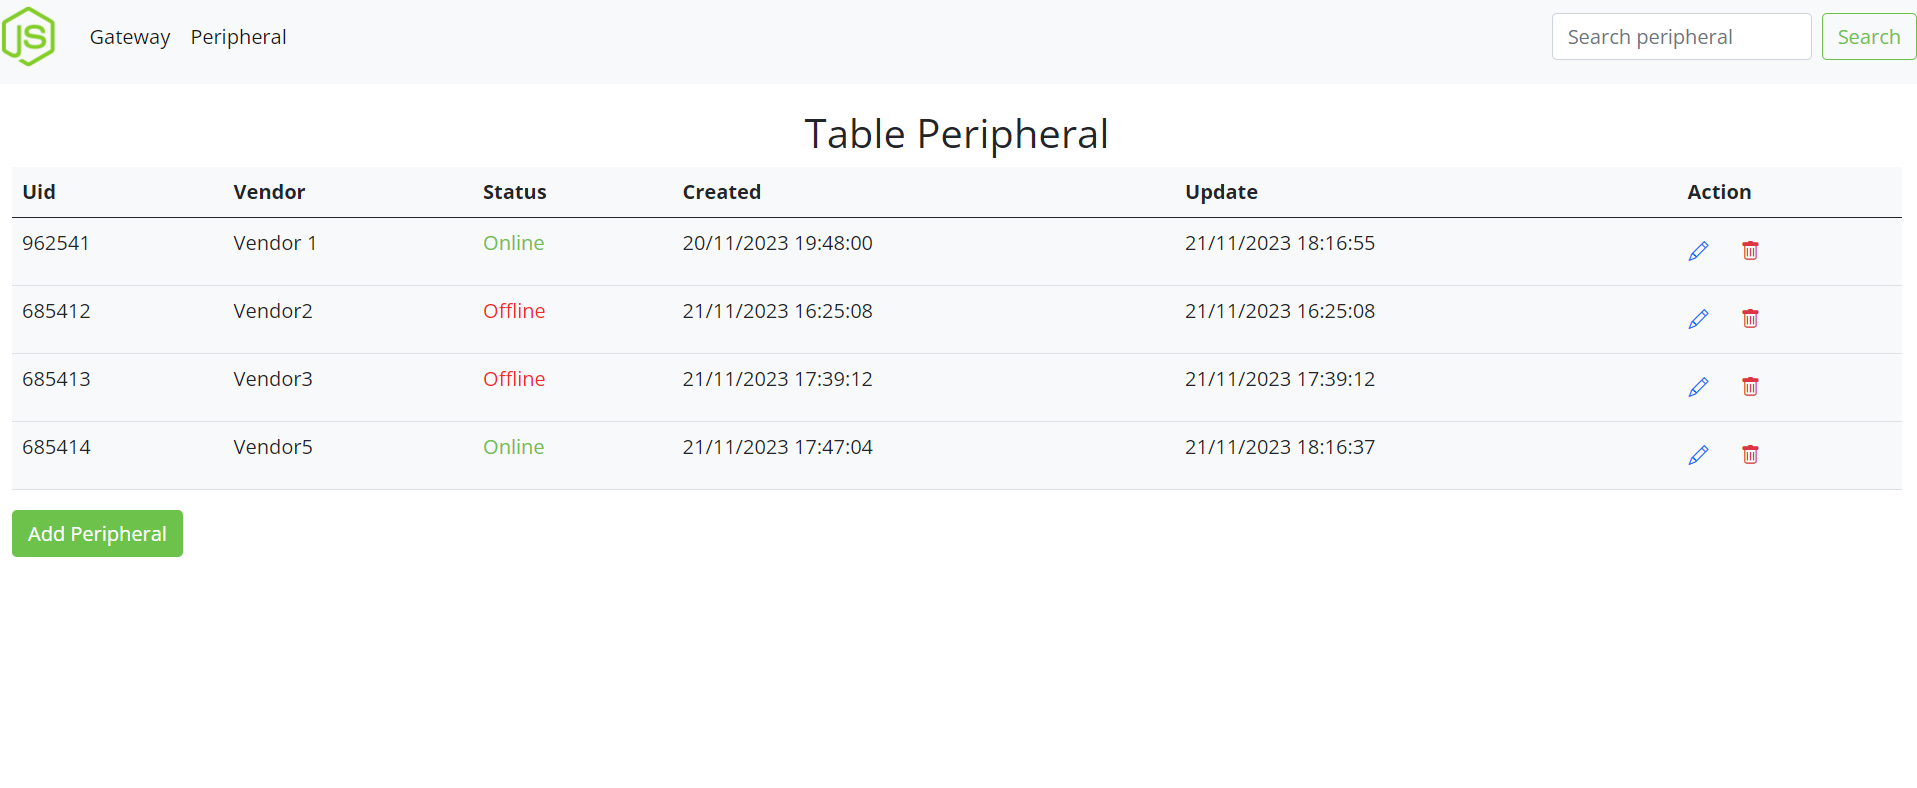 JS Gateway Peripheral Search peripheral Search
Table Peripheral
Uid Vendor Status Created Update Action
962541 Vendor 1 Online 20/11/2023 19:48:00 21/11/2023 18:16:55
685412 Vendor2 Offline 21/11/2023 16:25:08 21/11/2023 16:25:08
685413 Vendor3 Offline 21/11/2023 17:39:12 21/11/2023 17:39:12
685414 Vendor5 Online 21/11/2023 17:47:04 21/11/2023 18:16:37
Add Peripheral